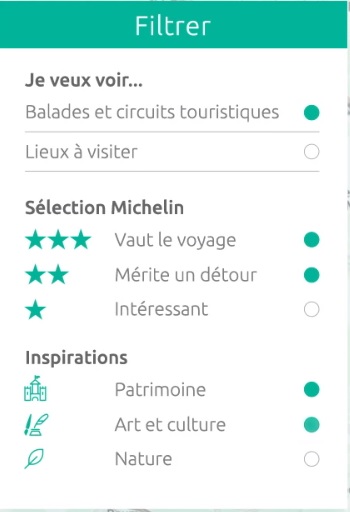 Filtrer
Je veux voir...
Balades et circuits touristiques
Lieux à visiter
Sélection Michelin
Vaut le voyage
Mérite un détour
Intéressant
Inspirations
Patrimoine
Art et culture
Nature